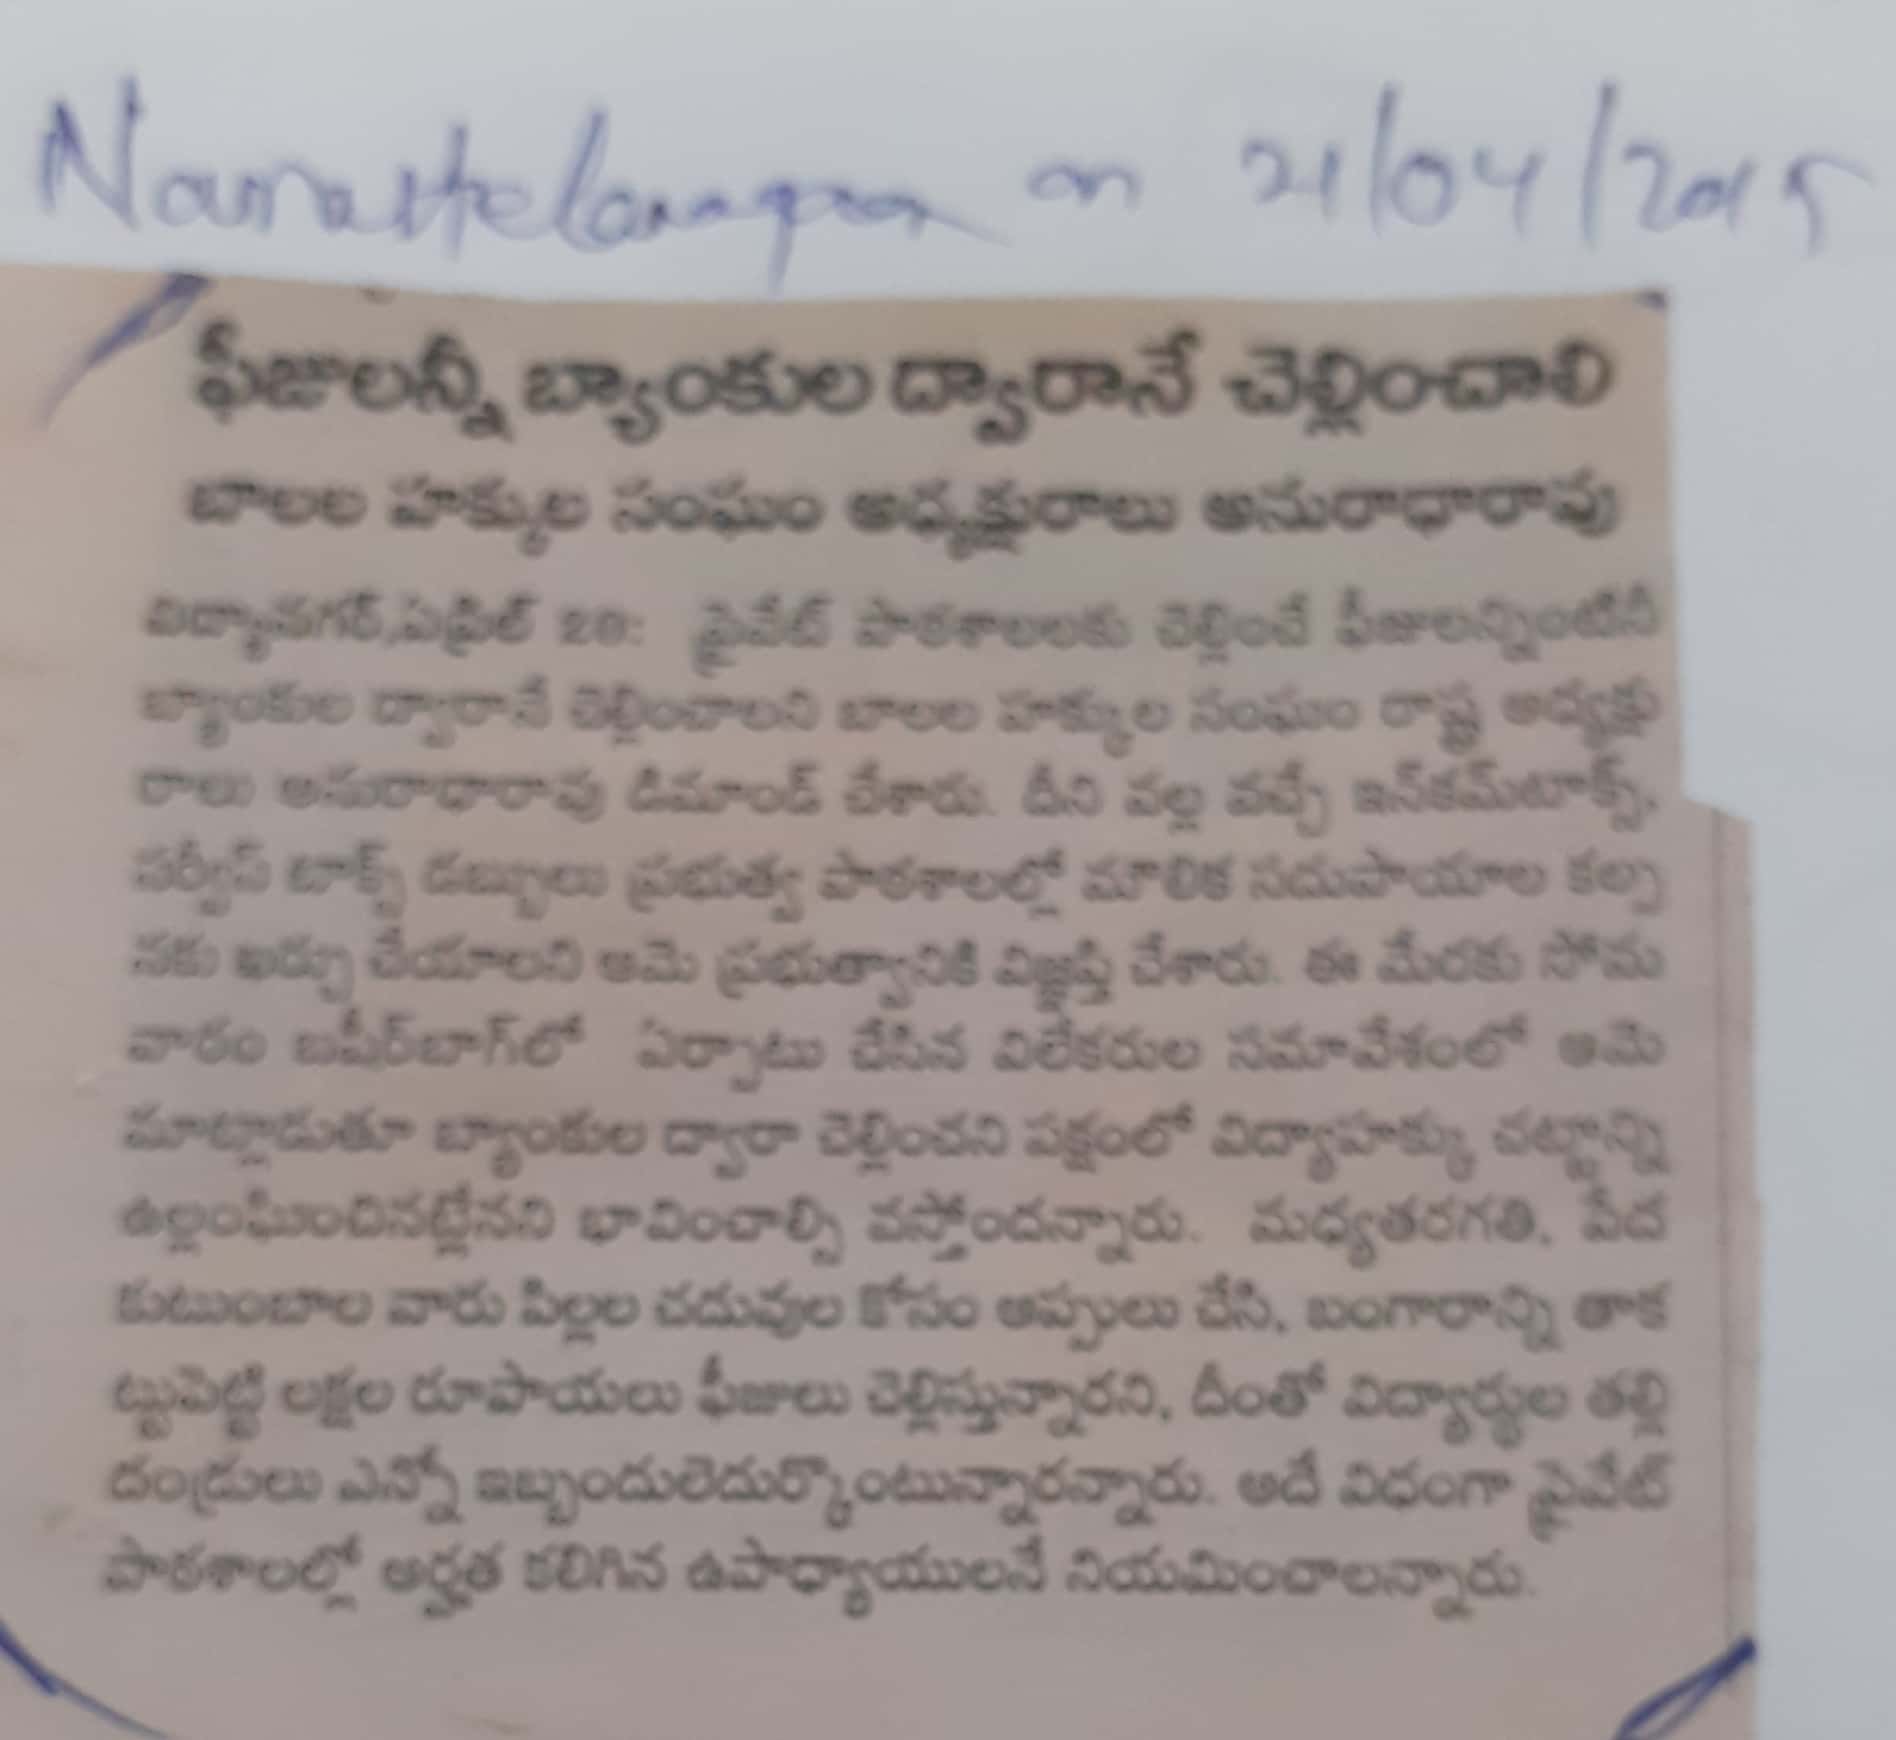 Namastelangana on 21/04/2015
ఫీజులన్నీ బ్యాంకుల ద్వారానే చెల్లించాలి
బాలల హక్కుల సంఘం అధ్యక్షురాలు అనురాధారావు
విద్యానగర్,ఏప్రిల్ 20: ప్రైవేట్ పాఠశాలలకు చెల్లించే ఫీజులన్నింటినీ
బ్యాంకుల ద్వారానే చెల్లించాలని బాలల హక్కుల సంఘం రాష్ట్ర అధ్యక్షు
రాలు అనురాధారావు డిమాండ్ చేశారు. దీని వల్ల వచ్చే ఇన్‌కమ్‌టాక్స్,
సర్వీస్ టాక్స్ డబ్బులు ప్రభుత్వ పాఠశాలల్లో మౌలిక సదుపాయాల కల్ప
నకు ఖర్చు చేయాలని ఆమె ప్రభుత్వానికి విజ్ఞప్తి చేశారు. ఈ మేరకు సోమ
వారం బషీర్‌బాగ్‌లో ఏర్పాటు చేసిన విలేకరుల సమావేశంలో ఆమె
మాట్లాడుతూ బ్యాంకుల ద్వారా చెల్లించని పక్షంలో విద్యాహక్కు చట్టాన్ని
ఉల్లంఘించినట్లేనని భావించాల్సి వస్తోందన్నారు. మధ్యతరగతి, పేద
కుటుంబాల వారు పిల్లల చదువుల కోసం అప్పులు చేసి, బంగారాన్ని తాక
ట్టుపెట్టి లక్షల రూపాయలు ఫీజులు చెల్లిస్తున్నారని, దీంతో విద్యార్థుల తల్లి
దండ్రులు ఎన్నో ఇబ్బందులెదుర్కొంటున్నారన్నారు. అదే విధంగా ప్రైవేట్
పాఠశాలల్లో అర్హత కలిగిన ఉపాధ్యాయులనే నియమించాలన్నారు.